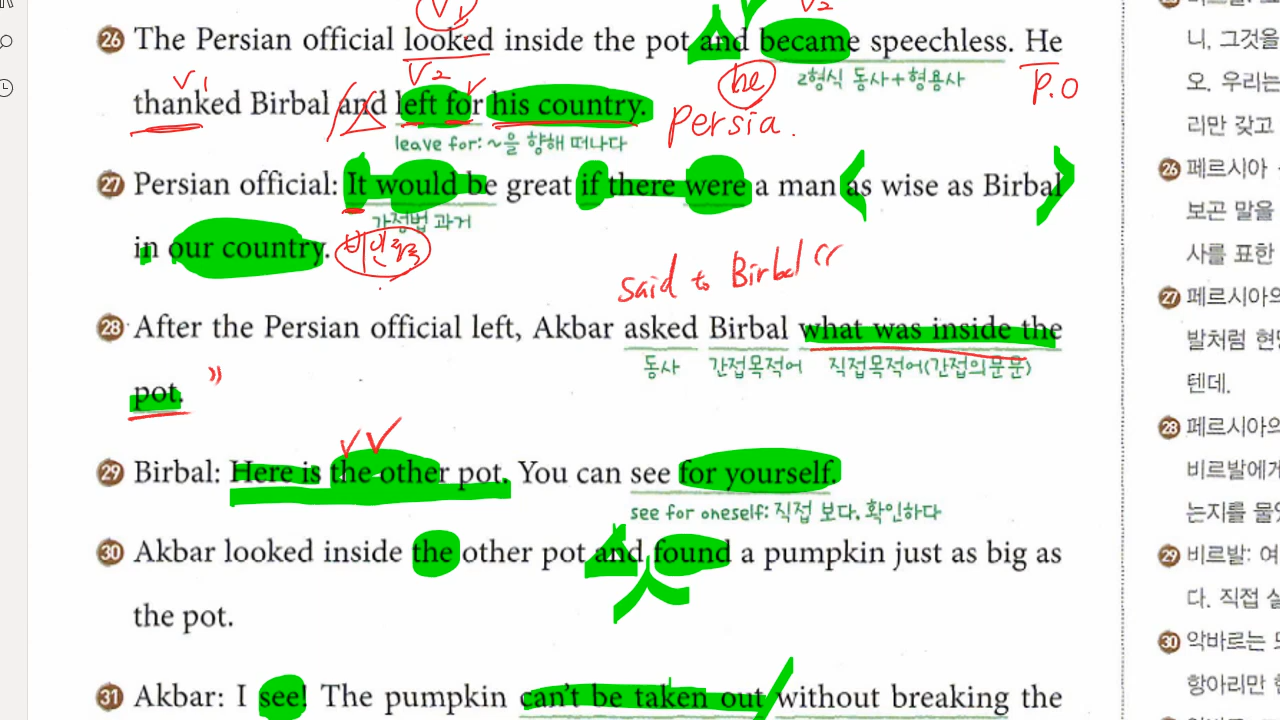 V1
V2
26 The Persian official looked inside the pot and became speechless. He
V1
V2
he
2형식 동사+형용사
P.O
thanked Birbal and left for his country.
Persia.
leave for: ~을 향해 떠나다
27 Persian official: It would be great if there were a man as wise as Birbal
가정법 과거
in our country.
비인칭
said to Birbal "
28 After the Persian official left, Akbar asked Birbal what was inside the
동사 간접목적어 직접목적어(간접의문문)
pot. "
29 Birbal: Here is the other pot. You can see for yourself.
see for oneself: 직접 보다, 확인하다
30 Akbar looked inside the other pot and found a pumpkin just as big as
the pot.
31 Akbar: I see! The pumpkin can't be taken out without breaking the
니, 그것을
오. 우리는
리만 갖고
26 페르시아
보곤 말을
사를 표한
27 페르시아의
발처럼 현명
텐데.
28 페르시아의
비르발에게
는지를 물었
29 비르발: 여
다. 직접
30 악바르는
항아리만